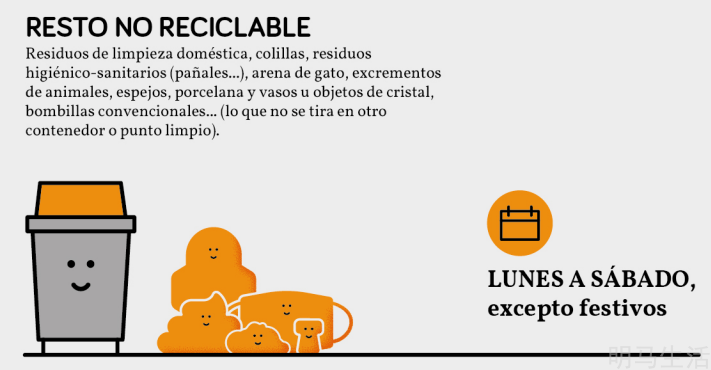 RESTO NO RECICLABLE
Residuos de limpieza doméstica, colillas, residuos
higiénico-sanitarios (pañales...), arena de gato, excrementos
de animales, espejos, porcelana y vasos u objetos de cristal,
bombillas convencionales... (lo que no se tira en otro
contenedor o punto limpio).
LUNES A SÁBADO,
excepto festivos
明马生活